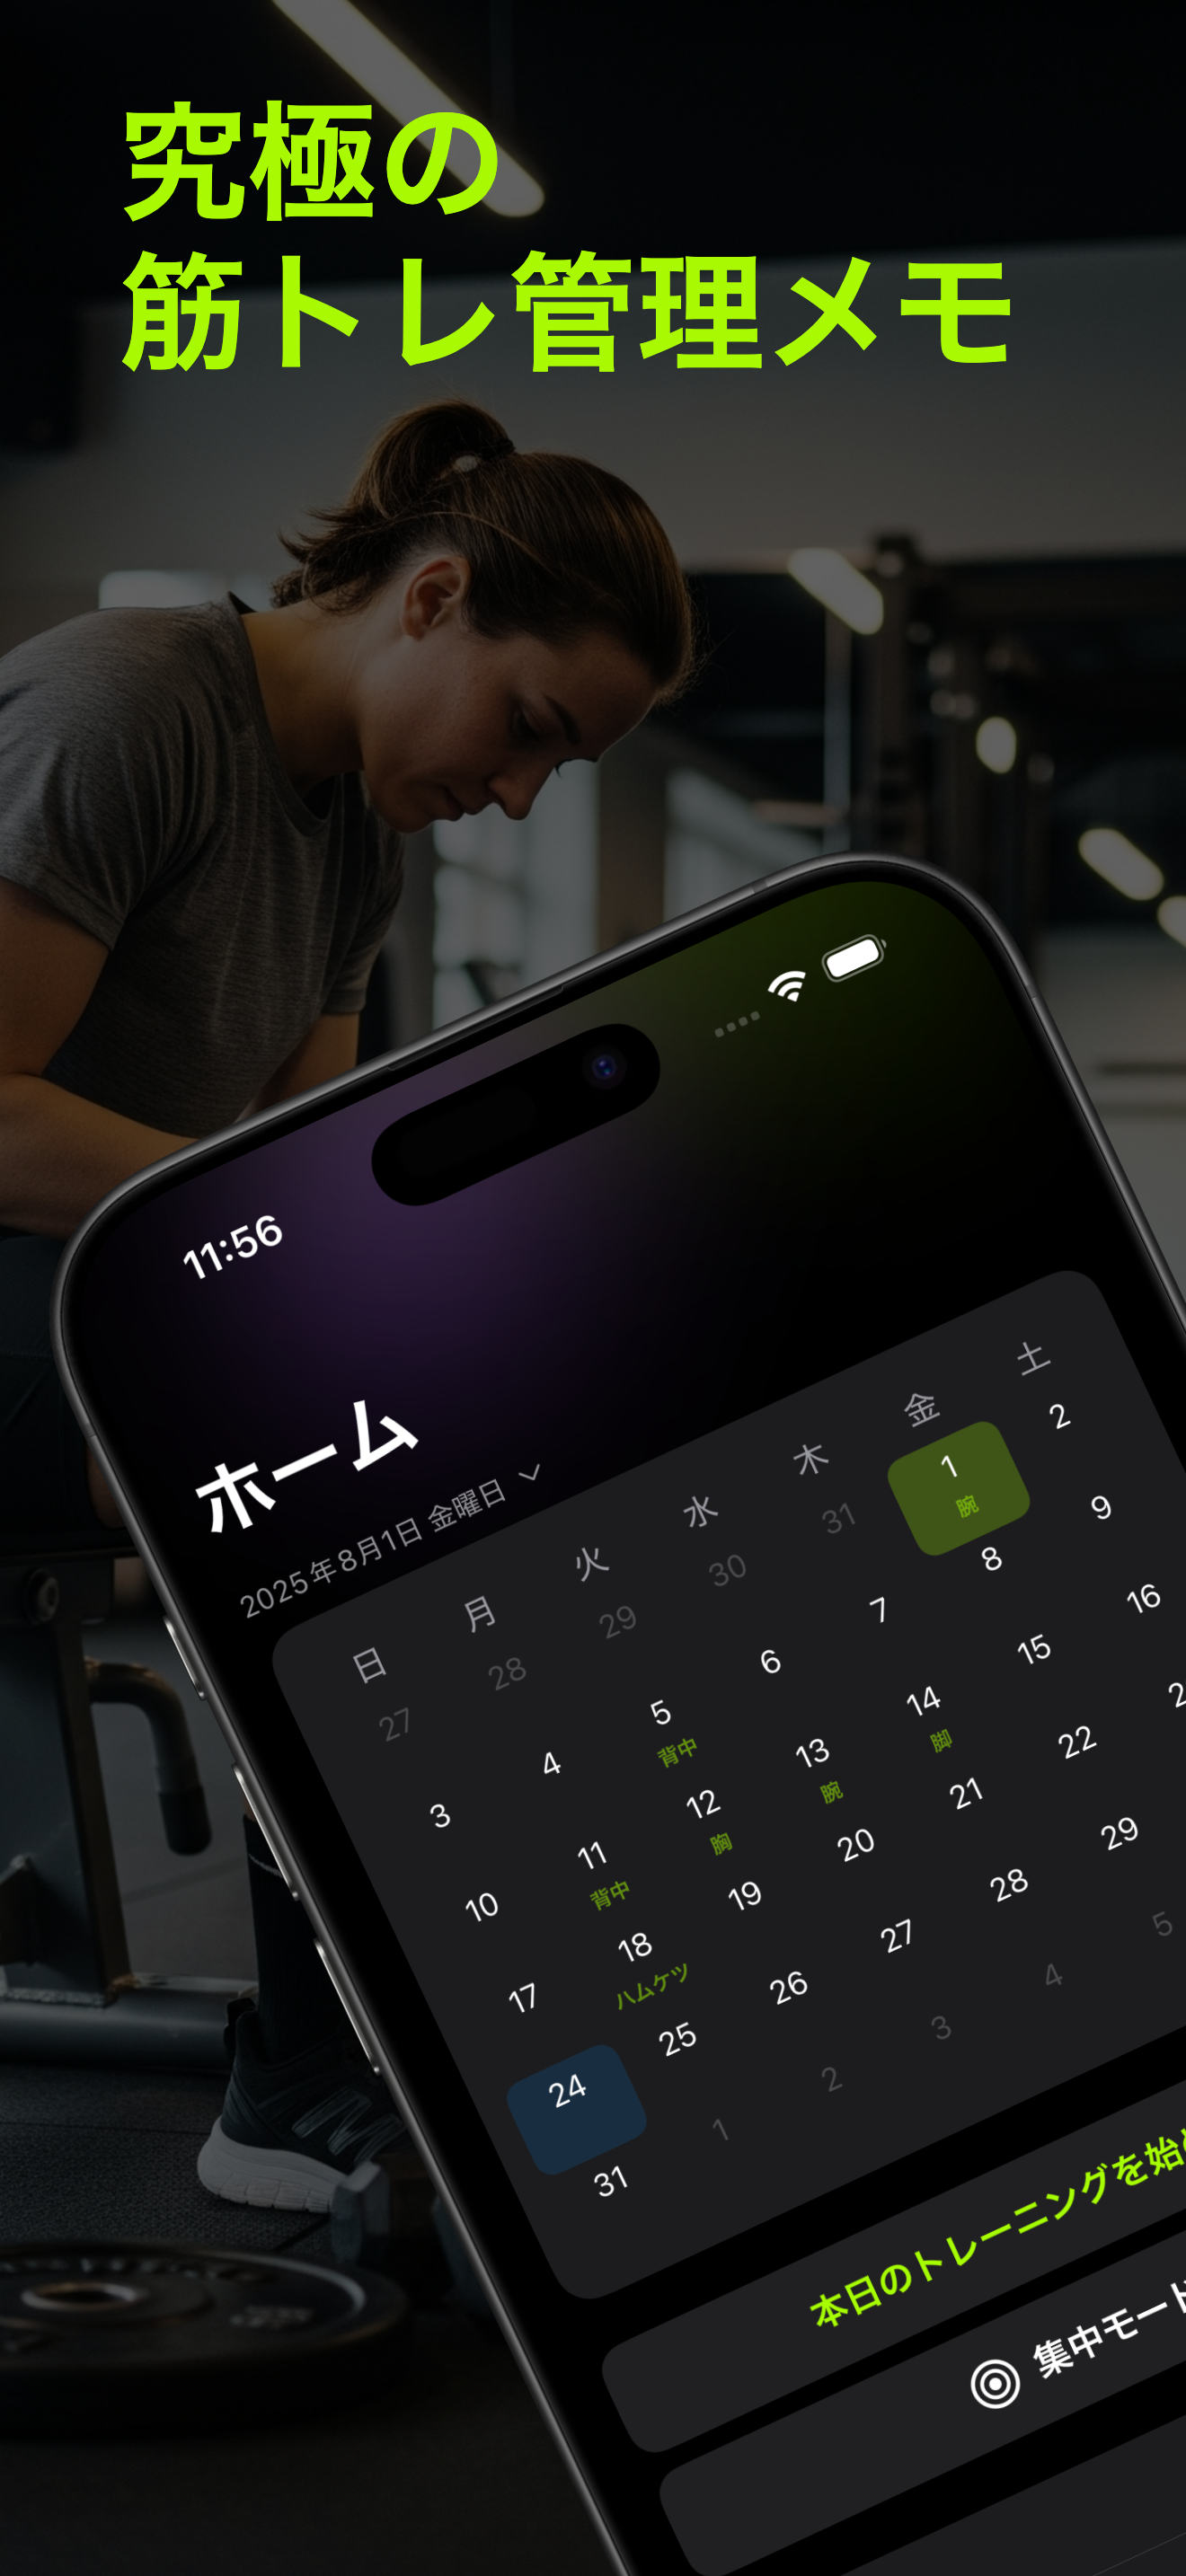 究極の
筋トレ管理メモ
11:56
ホーム
2025年8月1日 金曜日
日 月 火 水 木 金 土
27 28 29 30 31 1 2
腕
3 4 5 6 7 8 9
背中
10 11 12 13 14 15 16
背中 胸 腕 脚
17 18 19 20 21 22
ハムケツ
24 25 26 27 28 29
31 1 2 3 4 5
本日のトレーニングを始
集中モード